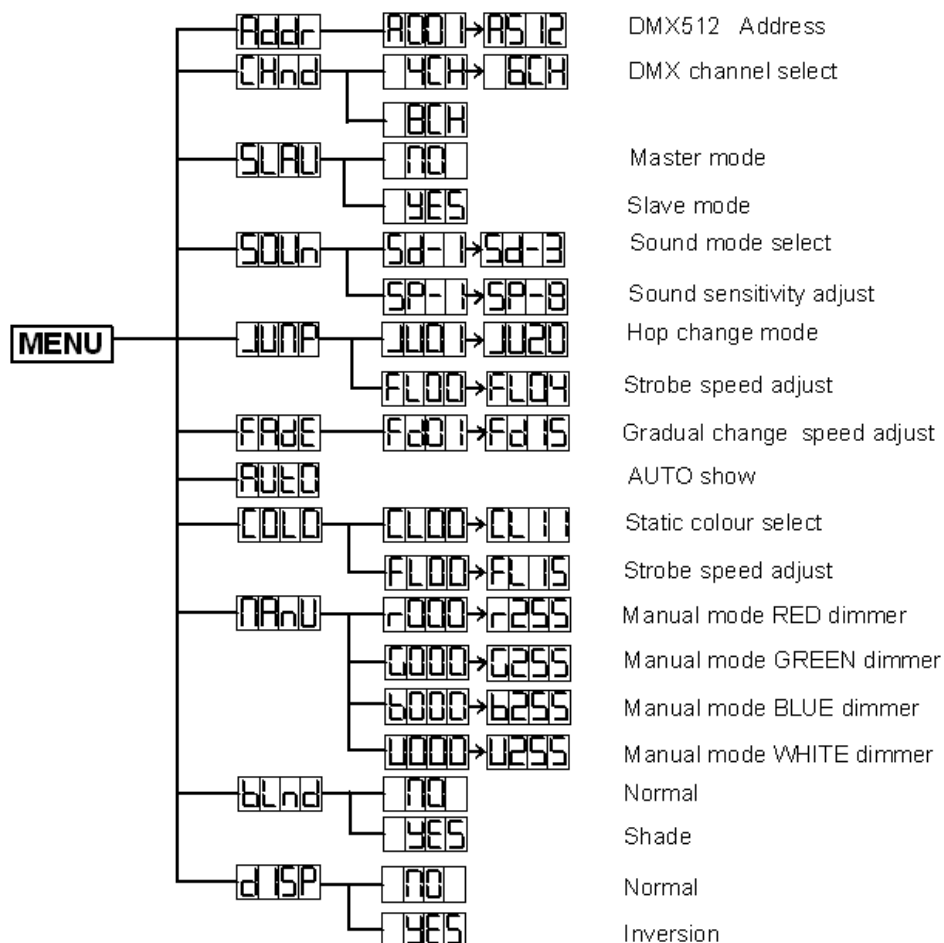 Addr A001 → A512 DMX512 Address
CHnd 4CH → 6CH DMX channel select
8CH
SLAU NO Master mode
YES Slave mode
SOUn Sd-1 → Sd-3 Sound mode select
SP-1 → SP-8 Sound sensitivity adjust
MENU
JUMP JU01 → JU20 Hop change mode
FL00 → FL04 Strobe speed adjust
FAdE Fd01 → Fd15 Gradual change speed adjust
AUtO AUTO show
COLO CL00 → CL11 Static colour select
FL00 → FL15 Strobe speed adjust
MAnU r000 → r255 Manual mode RED dimmer
G000 → G255 Manual mode GREEN dimmer
b000 → b255 Manual mode BLUE dimmer
U000 → U255 Manual mode WHITE dimmer
bLnd NO Normal
YES Shade
dISP NO Normal
YES Inversion